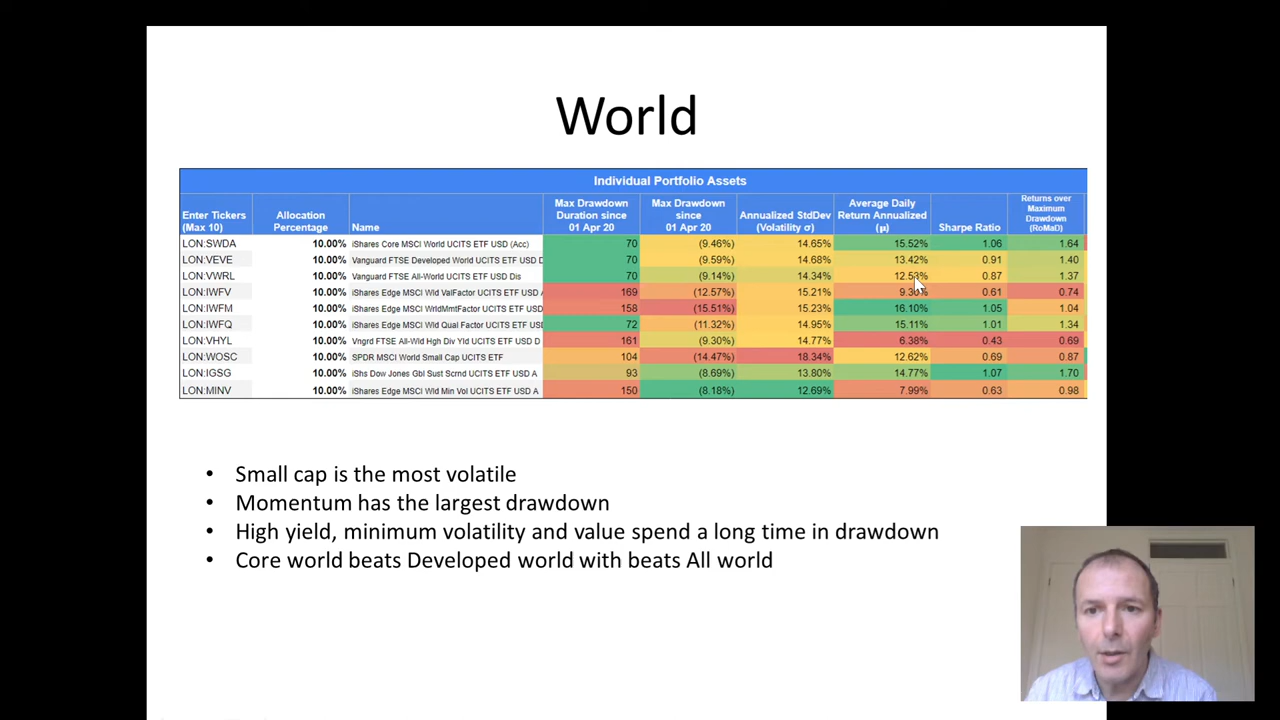 World
Individual Portfolio Assets
Enter Tickers (Max 10) Allocation Percentage Name Max Drawdown Duration since 01 Apr 20 Max Drawdown since 01 Apr 20 Annualized StdDev (Volatility σ) Average Daily Return Annualized (µ) Sharpe Ratio Returns over Maximum Drawdown (RoMaD)
LON:SWDA 10.00% iShares Core MSCI World UCITS ETF USD (Acc) 70 (9.46%) 14.65% 15.52% 1.06 1.64
LON:VEVE 10.00% Vanguard FTSE Developed World UCITS ETF USD D 70 (9.59%) 14.68% 13.42% 0.91 1.40
LON:VWRL 10.00% Vanguard FTSE All-World UCITS ETF USD Dis 70 (9.14%) 14.34% 12.53% 0.87 1.37
LON:IWFV 10.00% iShares Edge MSCI Wld ValFactor UCITS ETF USD A 169 (12.57%) 15.21% 0.61 0.74
LON:IWFM 10.00% iShares Edge MSCI WrldMmtFactor UCITS ETF USD 158 (15.51%) 15.23% 16.10% 1.05 1.04
LON:IWFQ 10.00% iShares Edge MSCI Wld Qual Factor UCITS ETF USD 72 (11.32%) 14.95% 15.11% 1.01 1.34
LON:VHYL 10.00% Vngrd FTSE All-Wld Hgh Div Yld UCITS ETF USD D 161 (9.30%) 14.77% 6.38% 0.43 0.69
LON:WOSC 10.00% SPDR MSCI World Small Cap UCITS ETF 104 (14.47%) 18.34% 12.62% 0.69 0.87
LON:IGSG 10.00% iShs Dow Jones Gbl Sust Scrnd UCITS ETF USD A 93 (8.69%) 13.80% 14.77% 1.07 1.70
LON:MINV 10.00% iShares Edge MSCI Wld Min Vol UCITS ETF USD A 150 (8.18%) 12.69% 7.99% 0.63 0.98
• Small cap is the most volatile
• Momentum has the largest drawdown
• High yield, minimum volatility and value spend a long time in drawdown
• Core world beats Developed world with beats All world